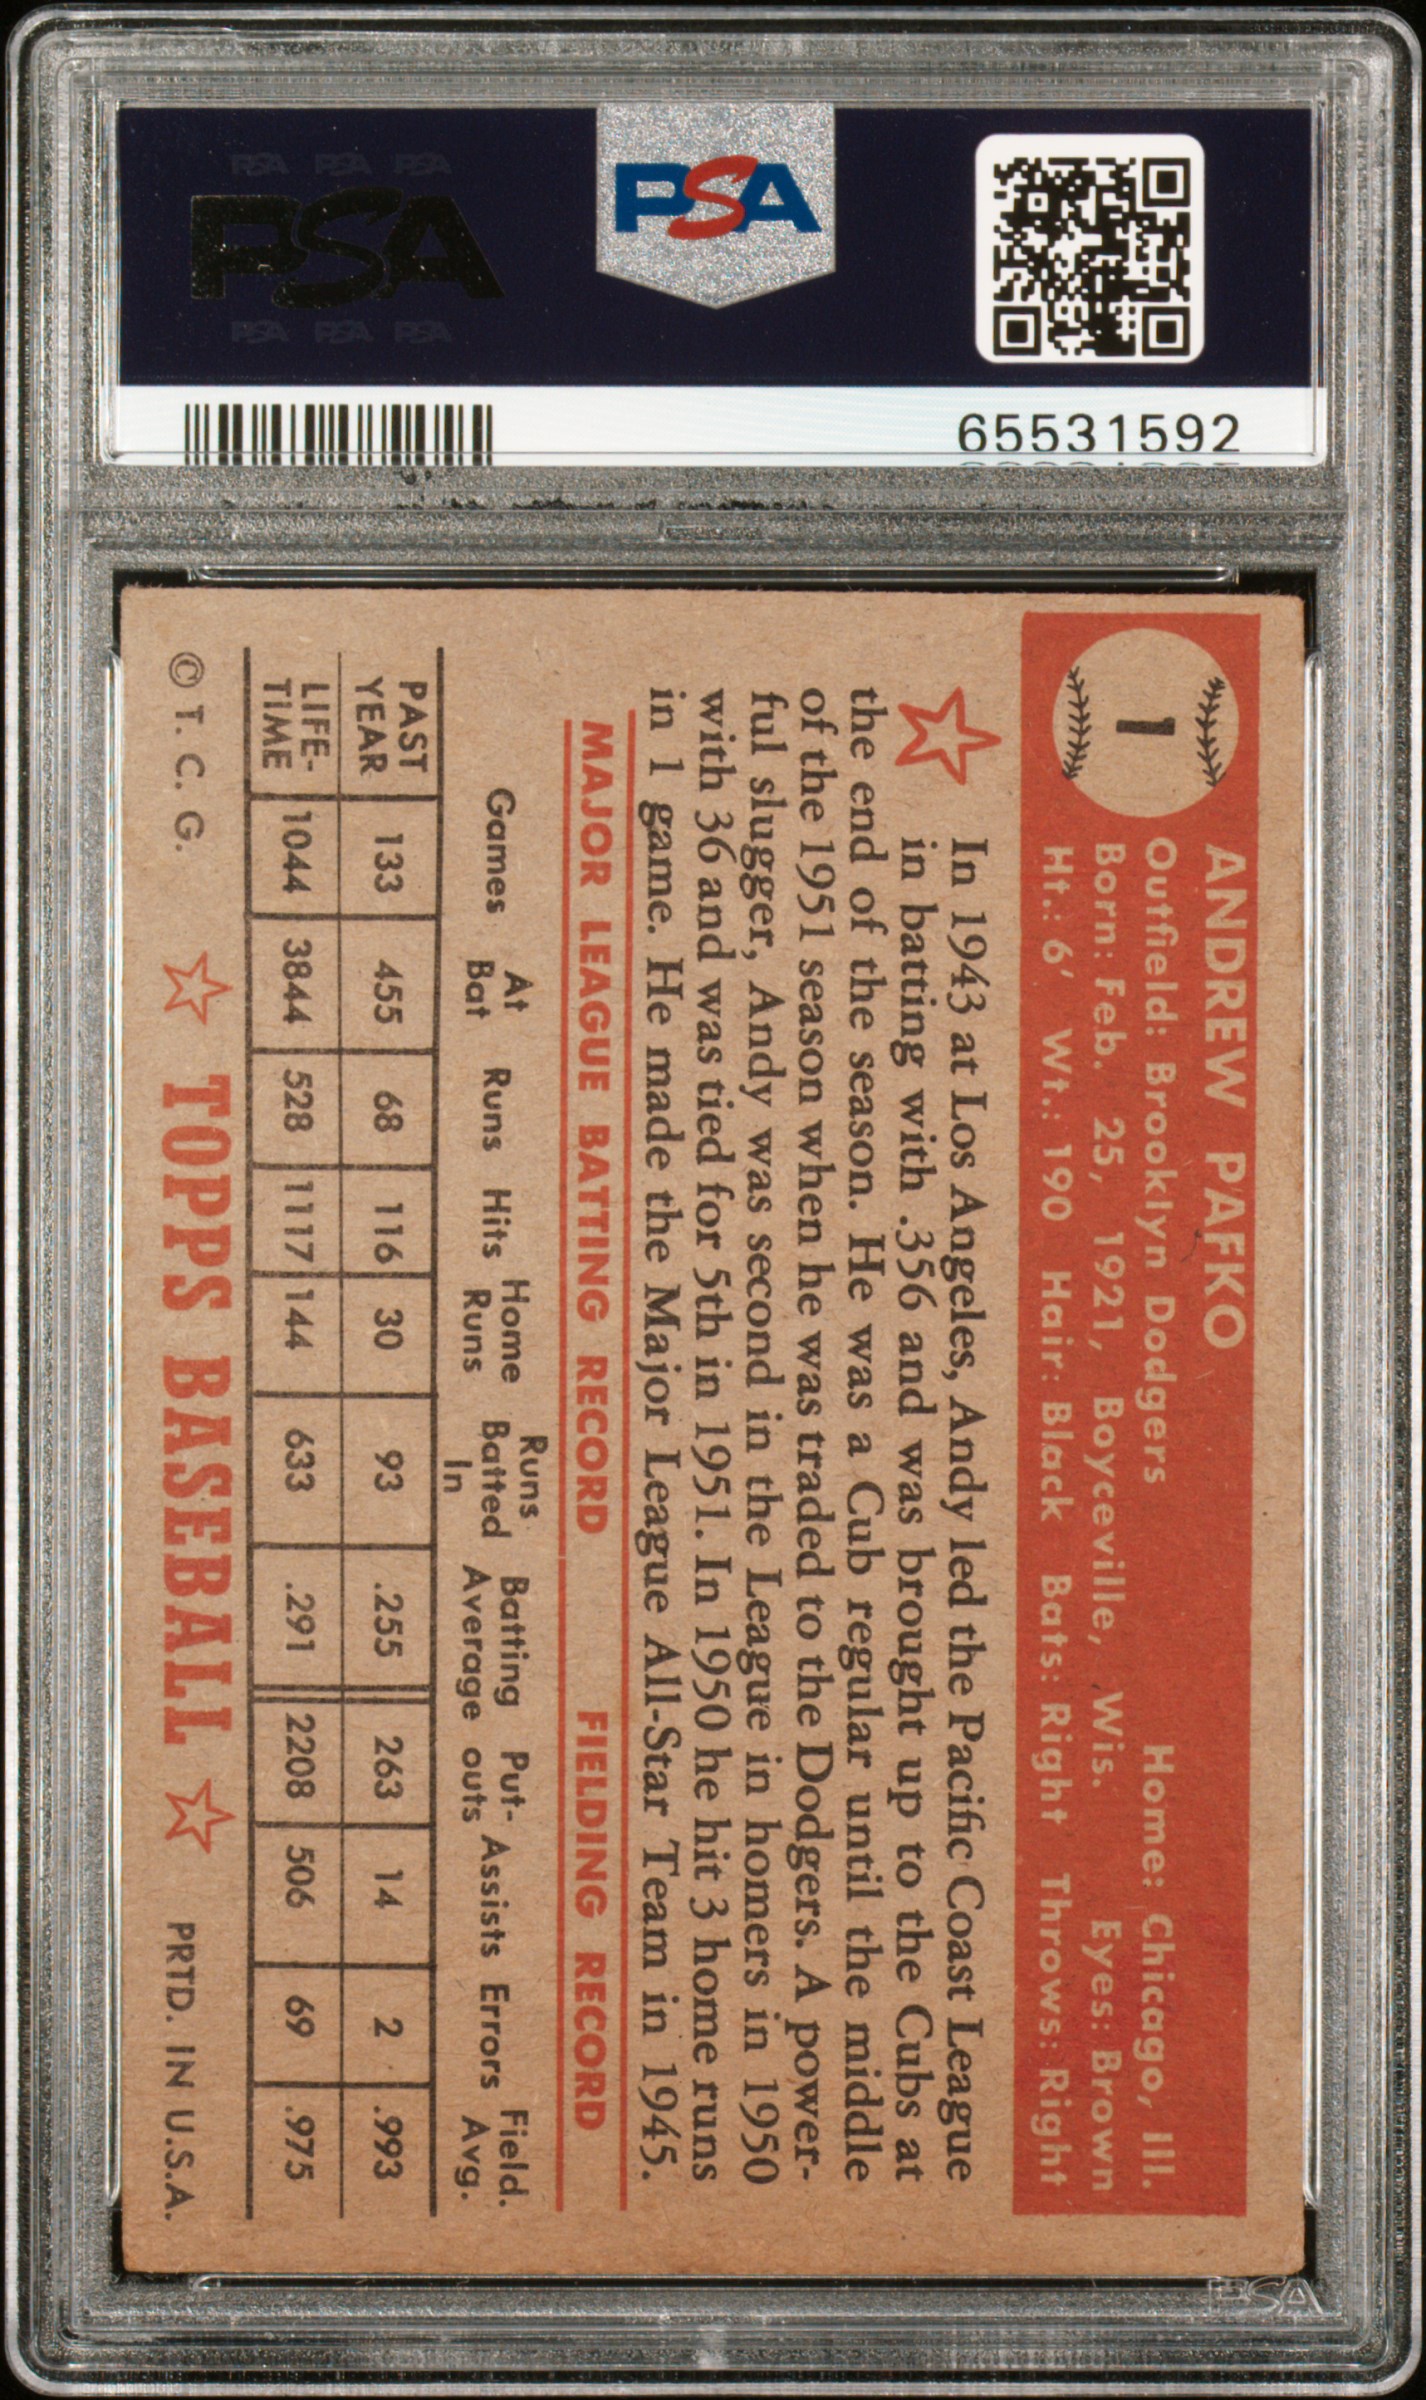 PSA PSA PSA
PSA
PSA PSA PSA
PSA
65531592
1
ANDREW PAFKO
Outfield: Brooklyn Dodgers Home: Chicago, Ill.
Born: Feb. 25, 1921, Boyceville, Wis. Eyes: Brown
Ht.: 6' Wt.: 190 Hair: Black Bats: Right Throws: Right
In 1943 at Los Angeles, Andy led the Pacific Coast League
in batting with .356 and was brought up to the Cubs at
the end of the season. He was a Cub regular until the middle
of the 1951 season when he was traded to the Dodgers. A power-
ful slugger, Andy was second in the League in homers in 1950
with 36 and was tied for 5th in 1951. In 1950 he hit 3 home runs
in 1 game. He made the Major League All-Star Team in 1945.
MAJOR LEAGUE BATTING RECORD FIELDING RECORD
Games At Bat Runs Hits Home Runs Runs Batted In Batting Average Put-outs Assists Errors Field. Avg.
PAST YEAR 133 455 68 116 30 93 .255 263 14 2 .993
LIFE-TIME 1044 3844 528 1117 144 633 .291 2208 506 69 .975
© T. C. G. TOPPS BASEBALL PRTD. IN U.S.A.
PSA